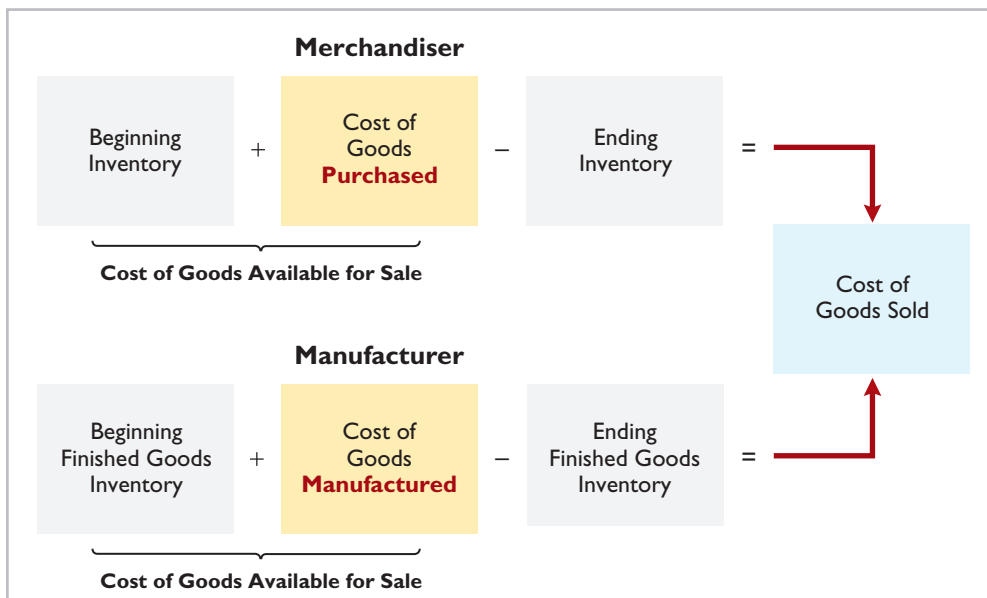 Merchandiser
Beginning
Inventory
+
Cost of
Goods
Purchased
–
Ending
Inventory
=
Cost of Goods Available for Sale
Cost of
Goods Sold
Manufacturer
Beginning
Finished Goods
Inventory
+
Cost of
Goods
Manufactured
–
Ending
Finished Goods
Inventory
=
Cost of Goods Available for Sale